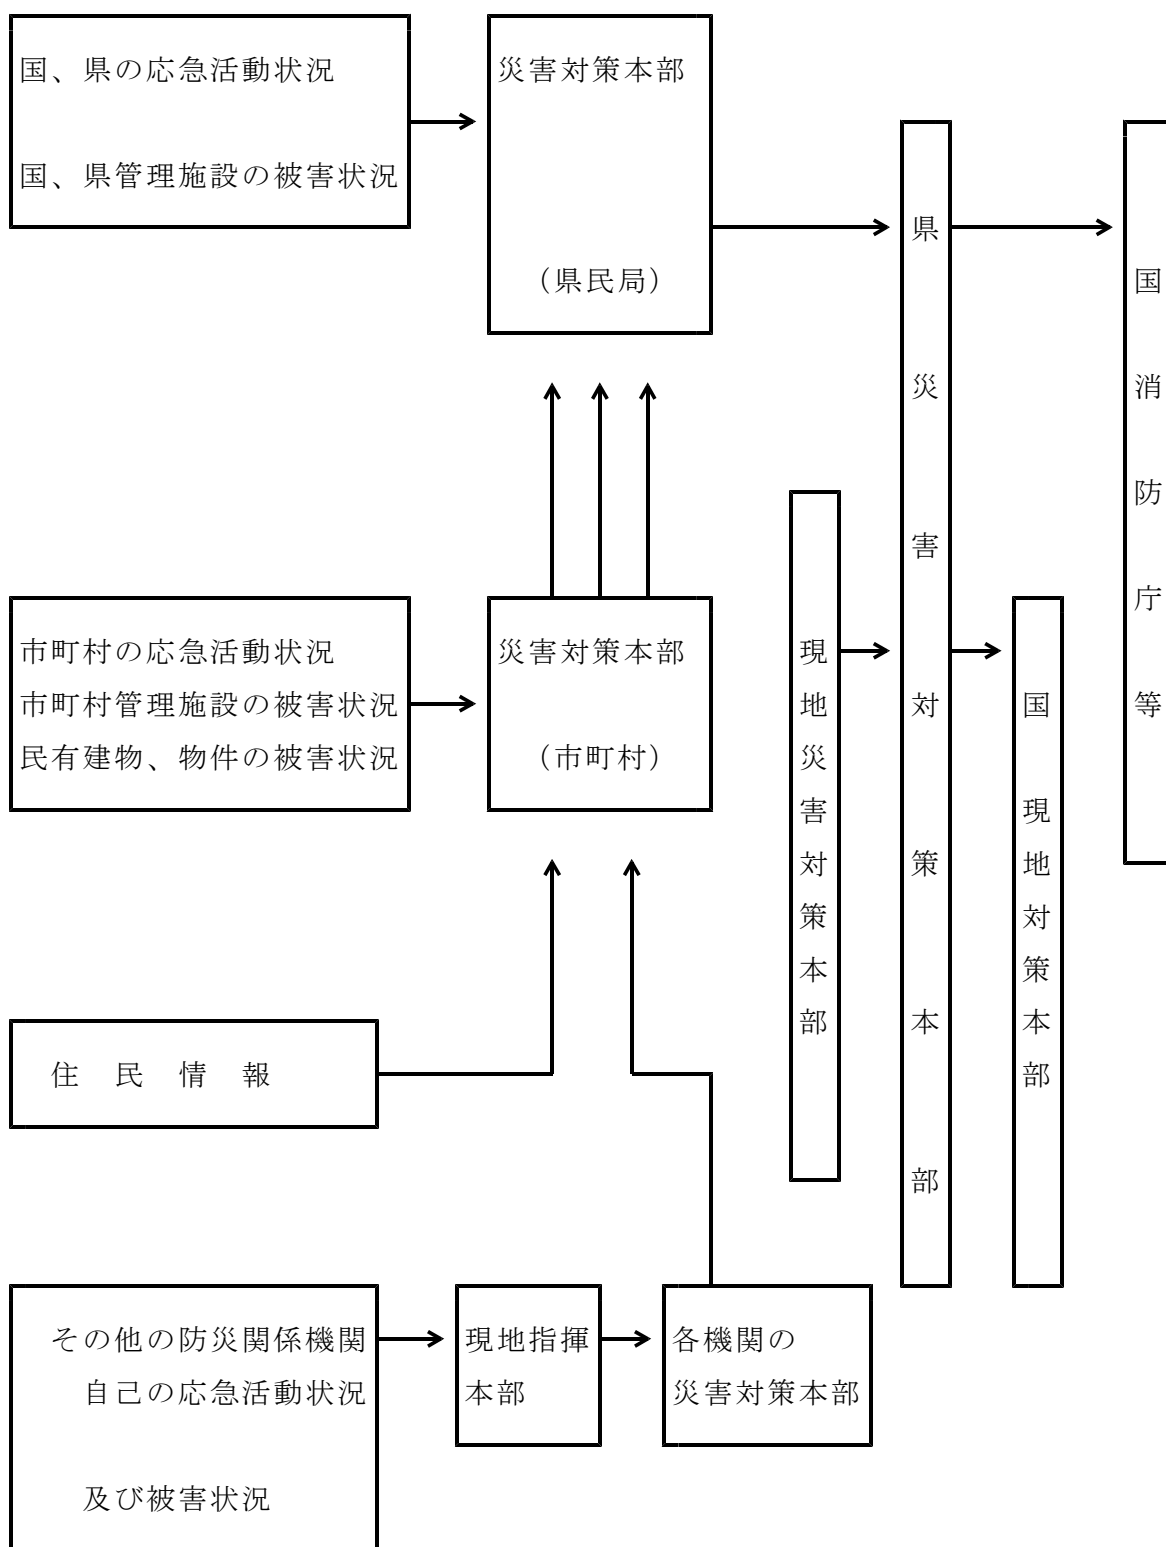 国、県の応急活動状況
国、県管理施設の被害状況
災害対策本部
（県民局）
市町村の応急活動状況
市町村管理施設の被害状況
民有建物、物件の被害状況
災害対策本部
（市町村）
住　民　情　報
その他の防災関係機関
自己の応急活動状況
及び被害状況
現地指揮
本部
各機関の
災害対策本部
現地災害対策本部
県災害対策本部
国　現地対策本部
国消防庁等